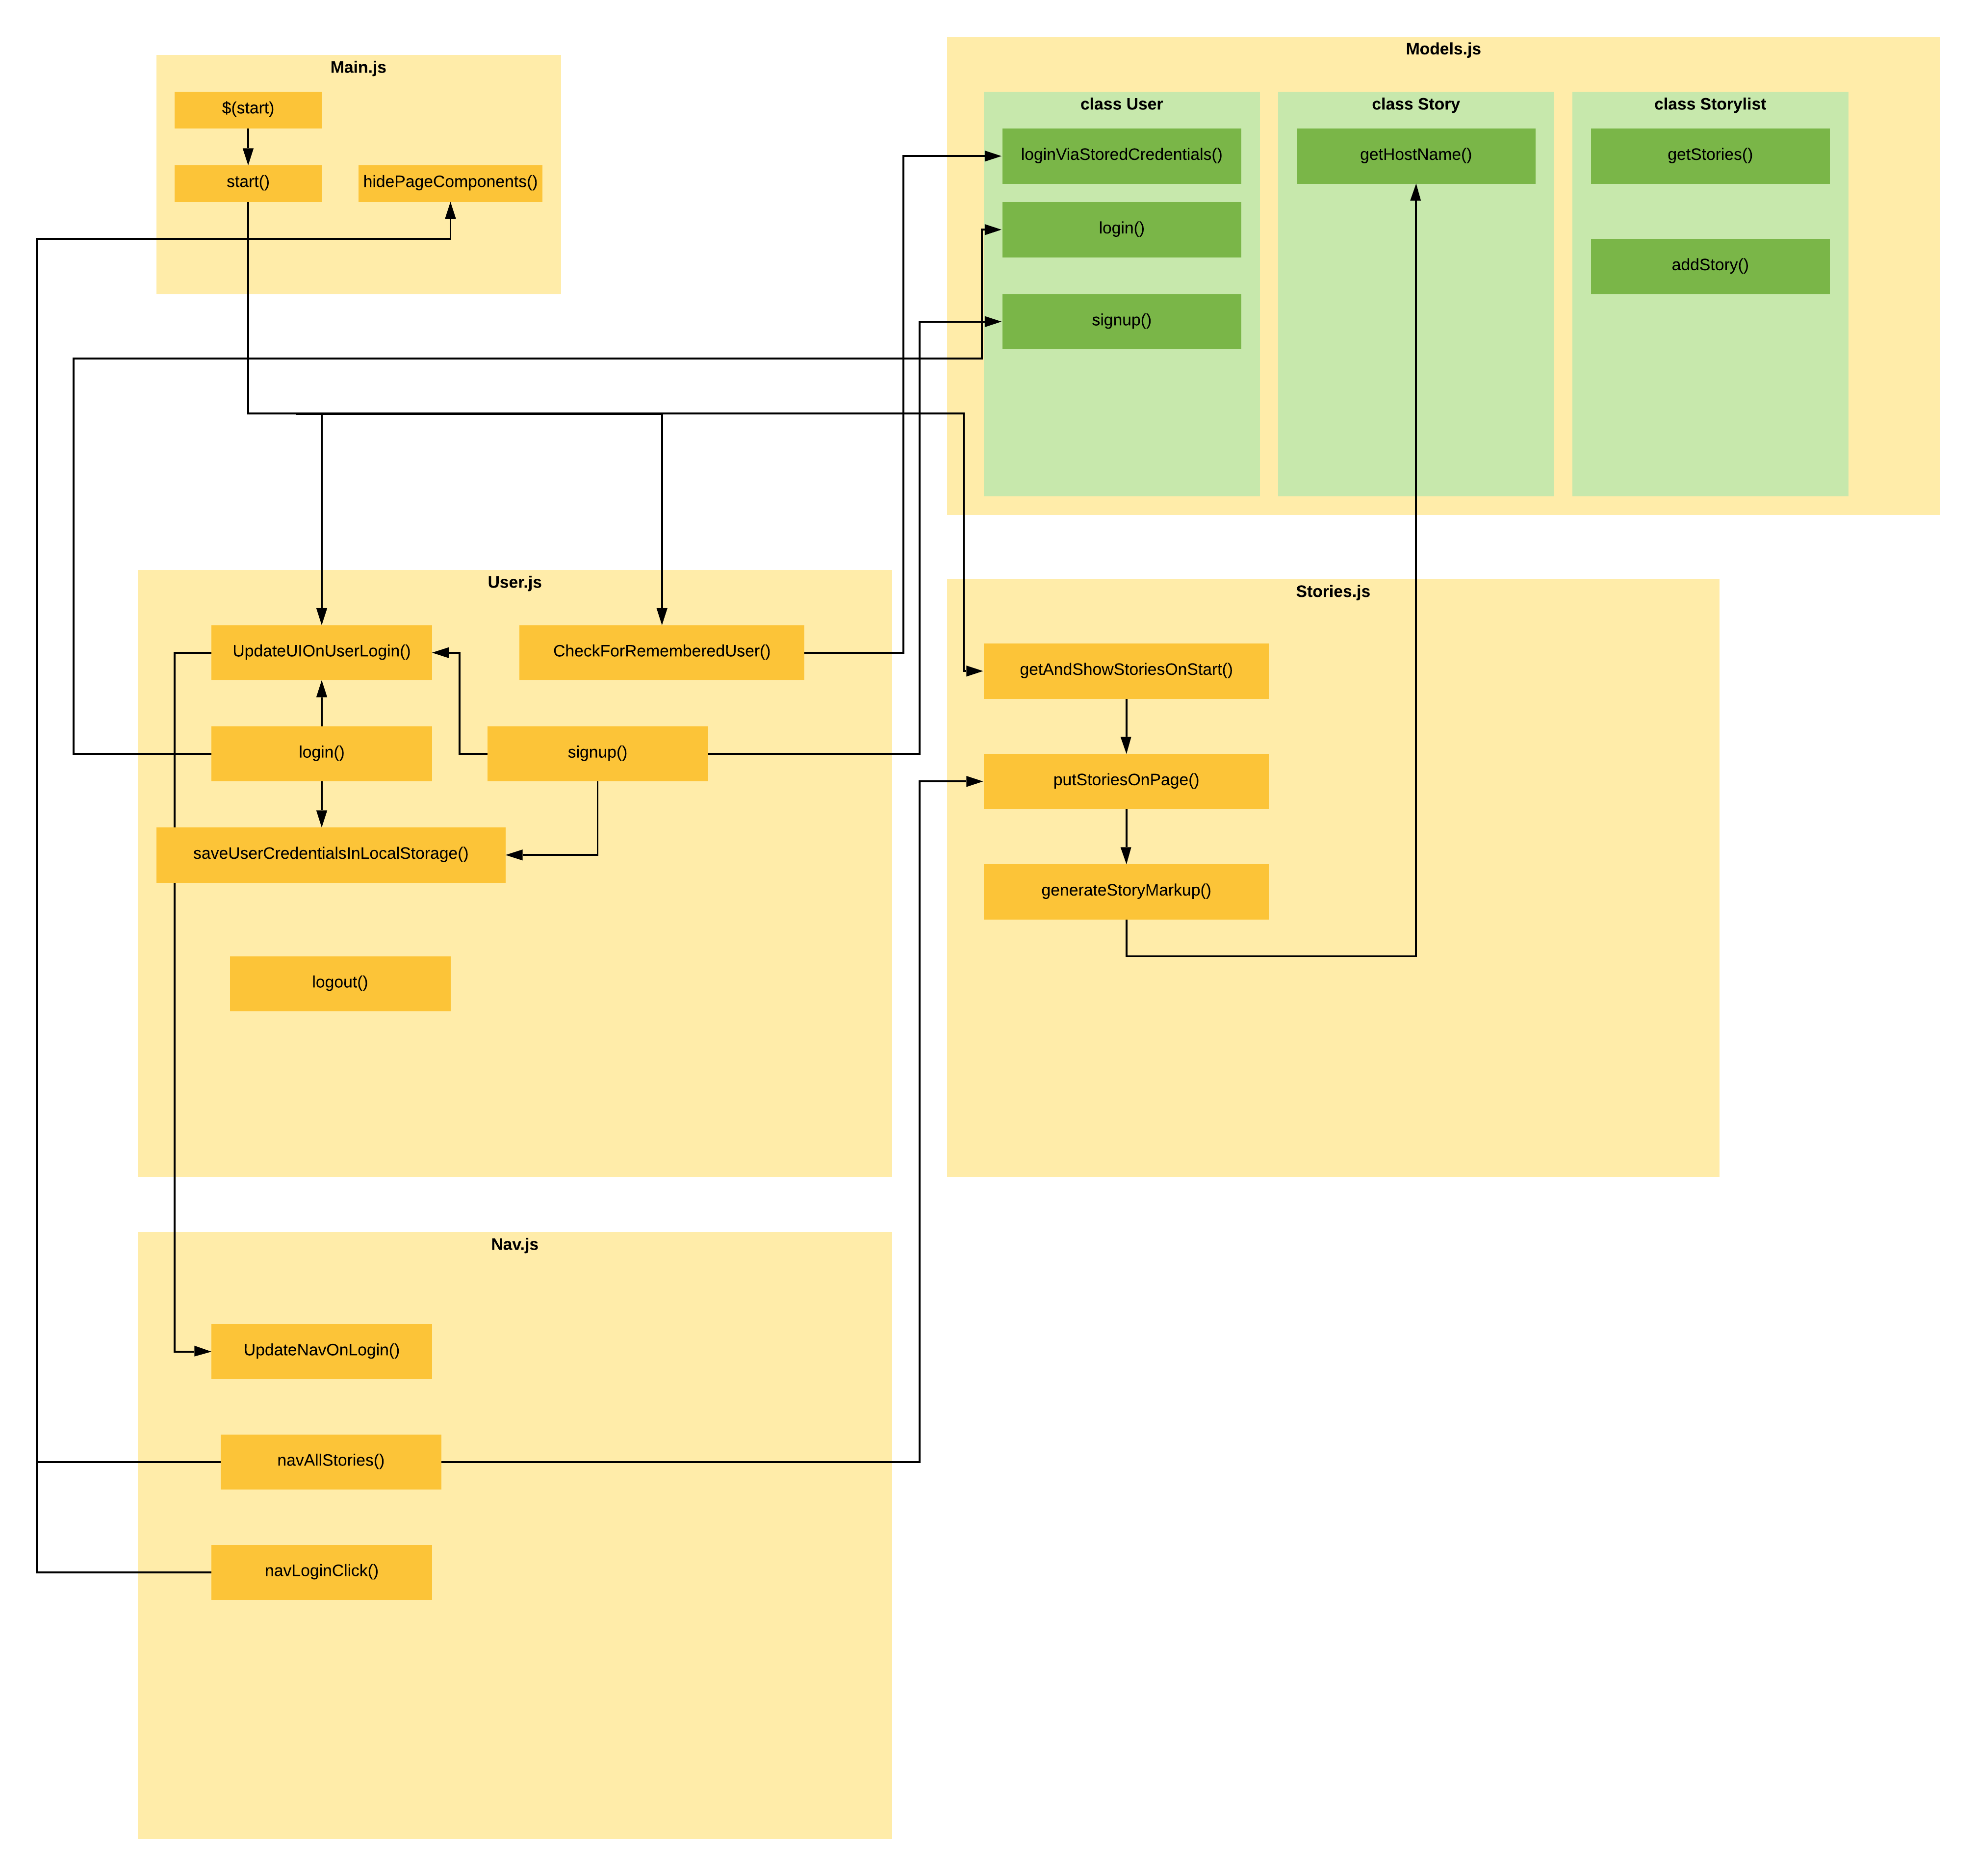 Main.js
$(start)
start()
hidePageComponents()
Models.js
class User
loginViaStoredCredentials()
login()
signup()
class Story
getHostName()
class Storylist
getStories()
addStory()
User.js
UpdateUIOnUserLogin()
CheckForRememberedUser()
login()
signup()
saveUserCredentialsInLocalStorage()
logout()
Stories.js
getAndShowStoriesOnStart()
putStoriesOnPage()
generateStoryMarkup()
Nav.js
UpdateNavOnLogin()
navAllStories()
navLoginClick()